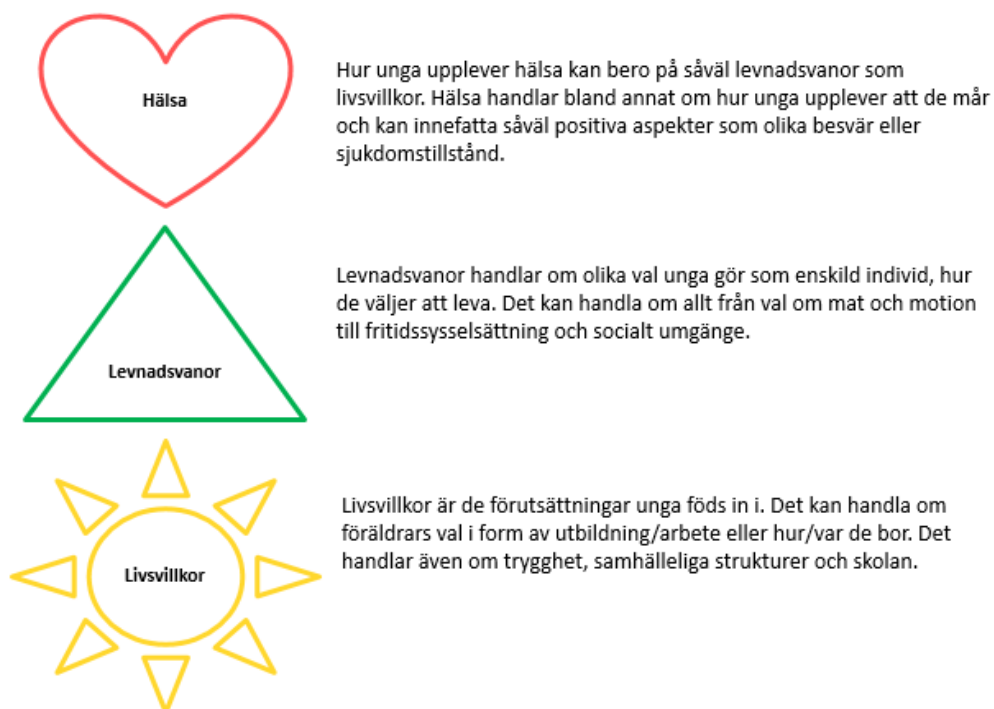 Hälsa
Hur unga upplever hälsa kan bero på såväl levnadsvanor som
livsvillkor. Hälsa handlar bland annat om hur unga upplever att de mår
och kan innefatta såväl positiva aspekter som olika besvär eller
sjukdomstillstånd.
Levnadsvanor
Levnadsvanor handlar om olika val unga gör som enskild individ, hur
de väljer att leva. Det kan handla om allt från val om mat och motion
till fritidssysselsättning och socialt umgänge.
Livsvillkor
Livsvillkor är de förutsättningar unga föds in i. Det kan handla om
föräldrars val i form av utbildning/arbete eller hur/var de bor. Det
handlar även om trygghet, samhälleliga strukturer och skolan.